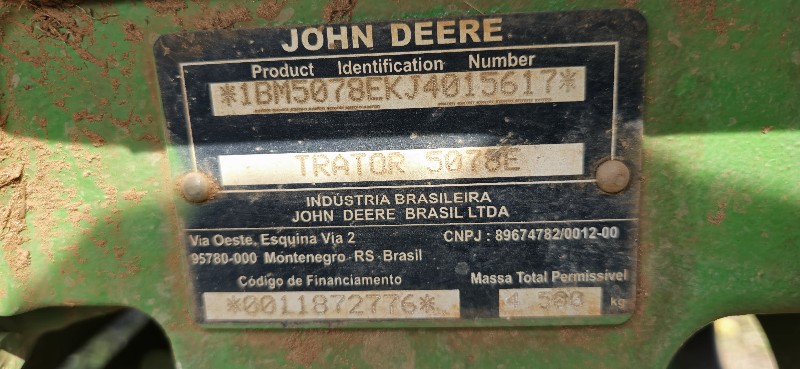 JOHN DEERE
Product Identification Number
*1BM5078EKJ4015617*
TRATOR 5078E
INDÚSTRIA BRASILEIRA
JOHN DEERE BRASIL LTDA
Via Oeste, Esquina Via 2
CNPJ : 89674782/0012-00
95780-000 Montenegro - RS - Brasil
Código de Financiamento
Massa Total Permissível
*0011872776*
4 500 kg